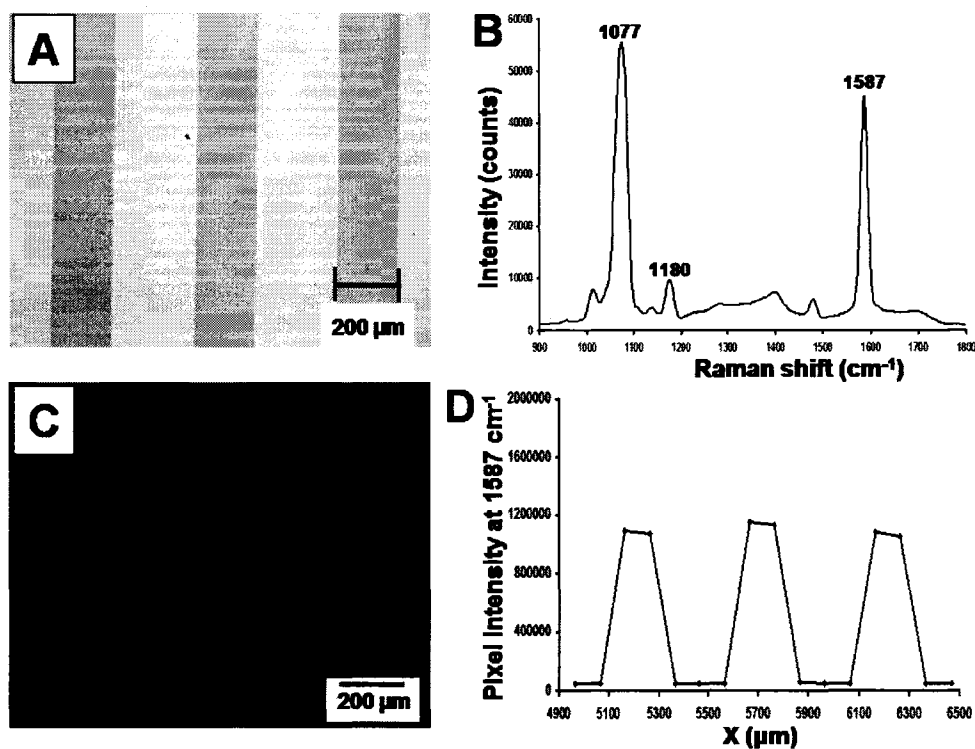 A
200 µm
B
Intensity (counts)
60000
50000
40000
30000
20000
10000
0
1077
1180
1587
900 1000 1100 1200 1300 1400 1500 1600 1700 1800
Raman shift (cm⁻¹)
C
200 µm
D
Pixel Intensity at 1587 cm⁻¹
2000000
1600000
1200000
800000
400000
0
4900 5100 5300 5500 5700 5900 6100 6300 6500
X (µm)